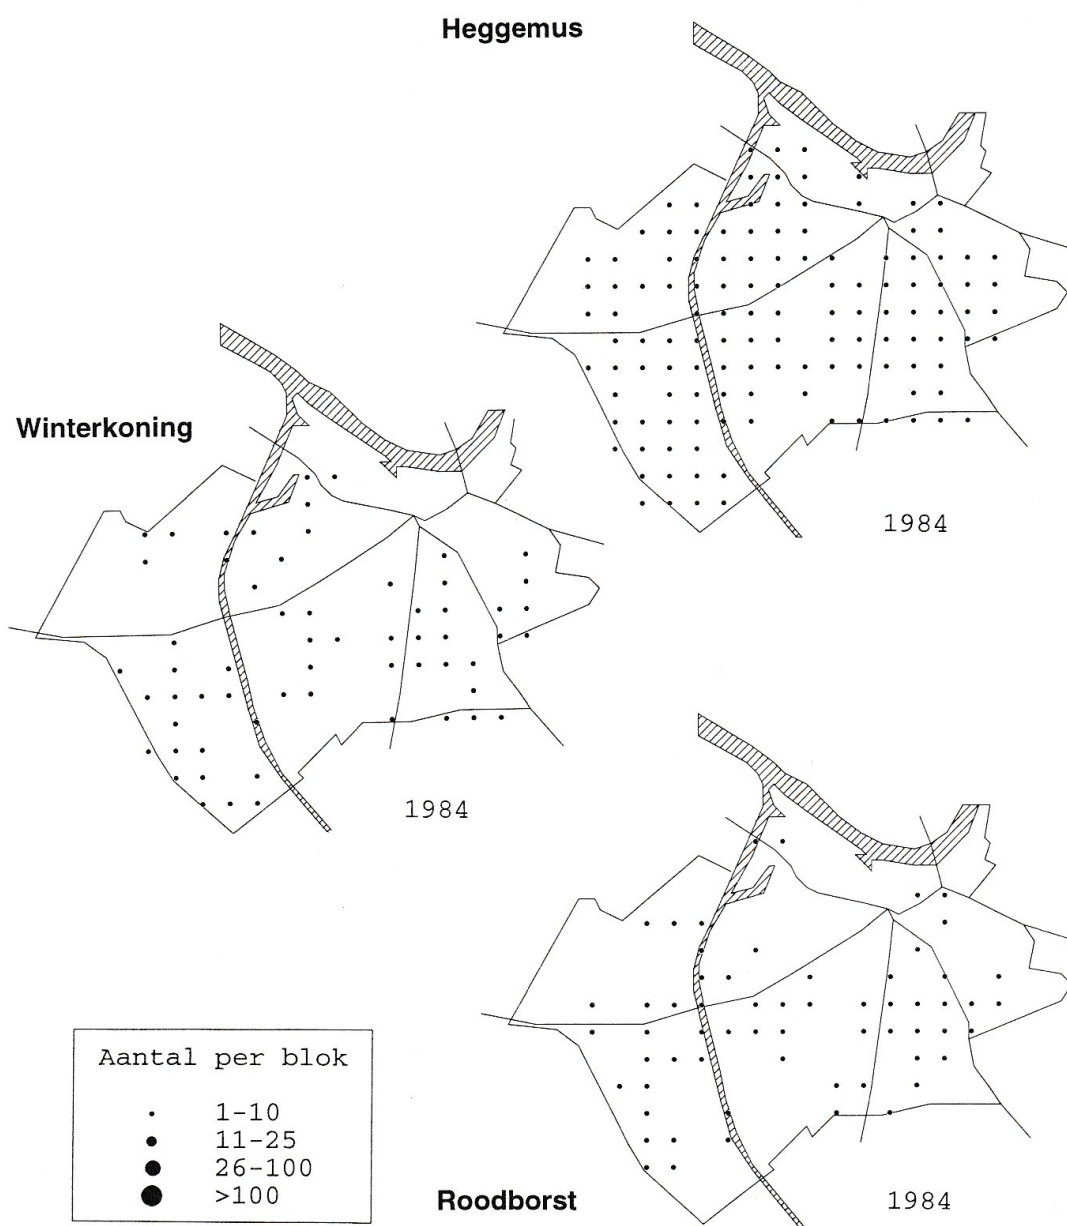 Heggemus
1984
Winterkoning
1984
Aantal per blok
1-10
11-25
26-100
>100
Roodborst
1984